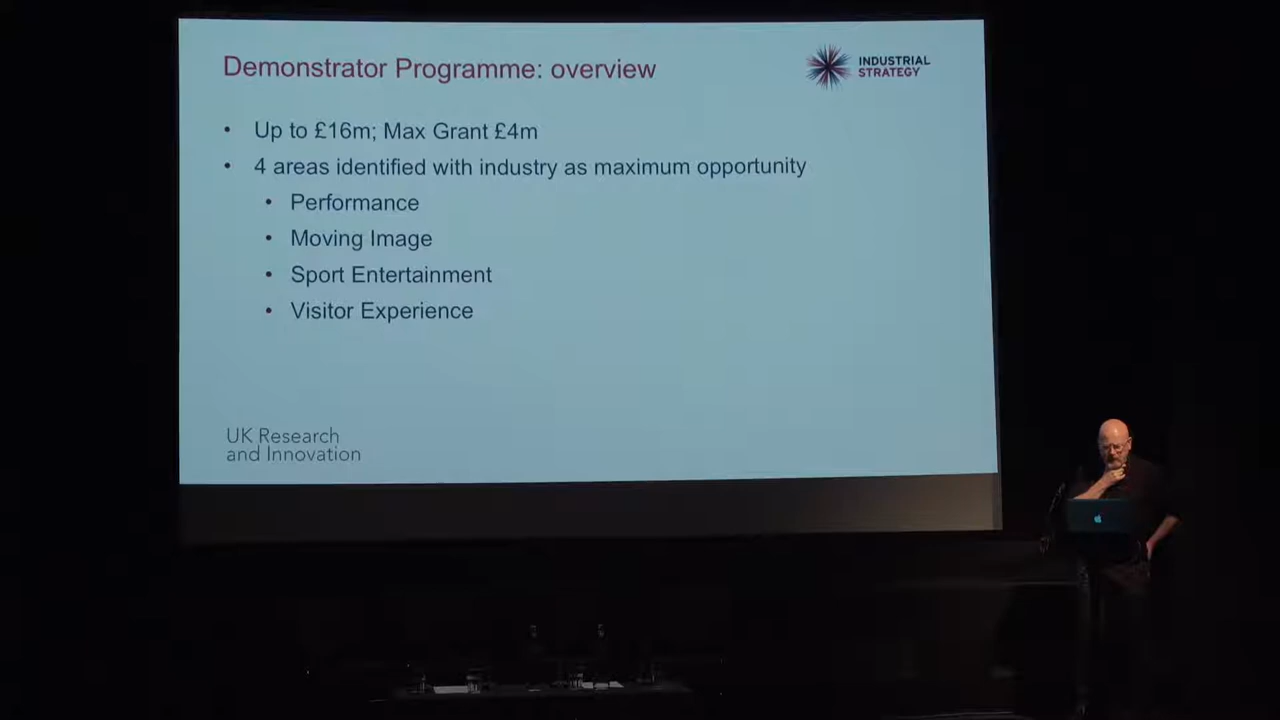 Demonstrator Programme: overview
INDUSTRIAL
STRATEGY
• Up to £16m; Max Grant £4m
• 4 areas identified with industry as maximum opportunity
• Performance
• Moving Image
• Sport Entertainment
• Visitor Experience
UK Research
and Innovation